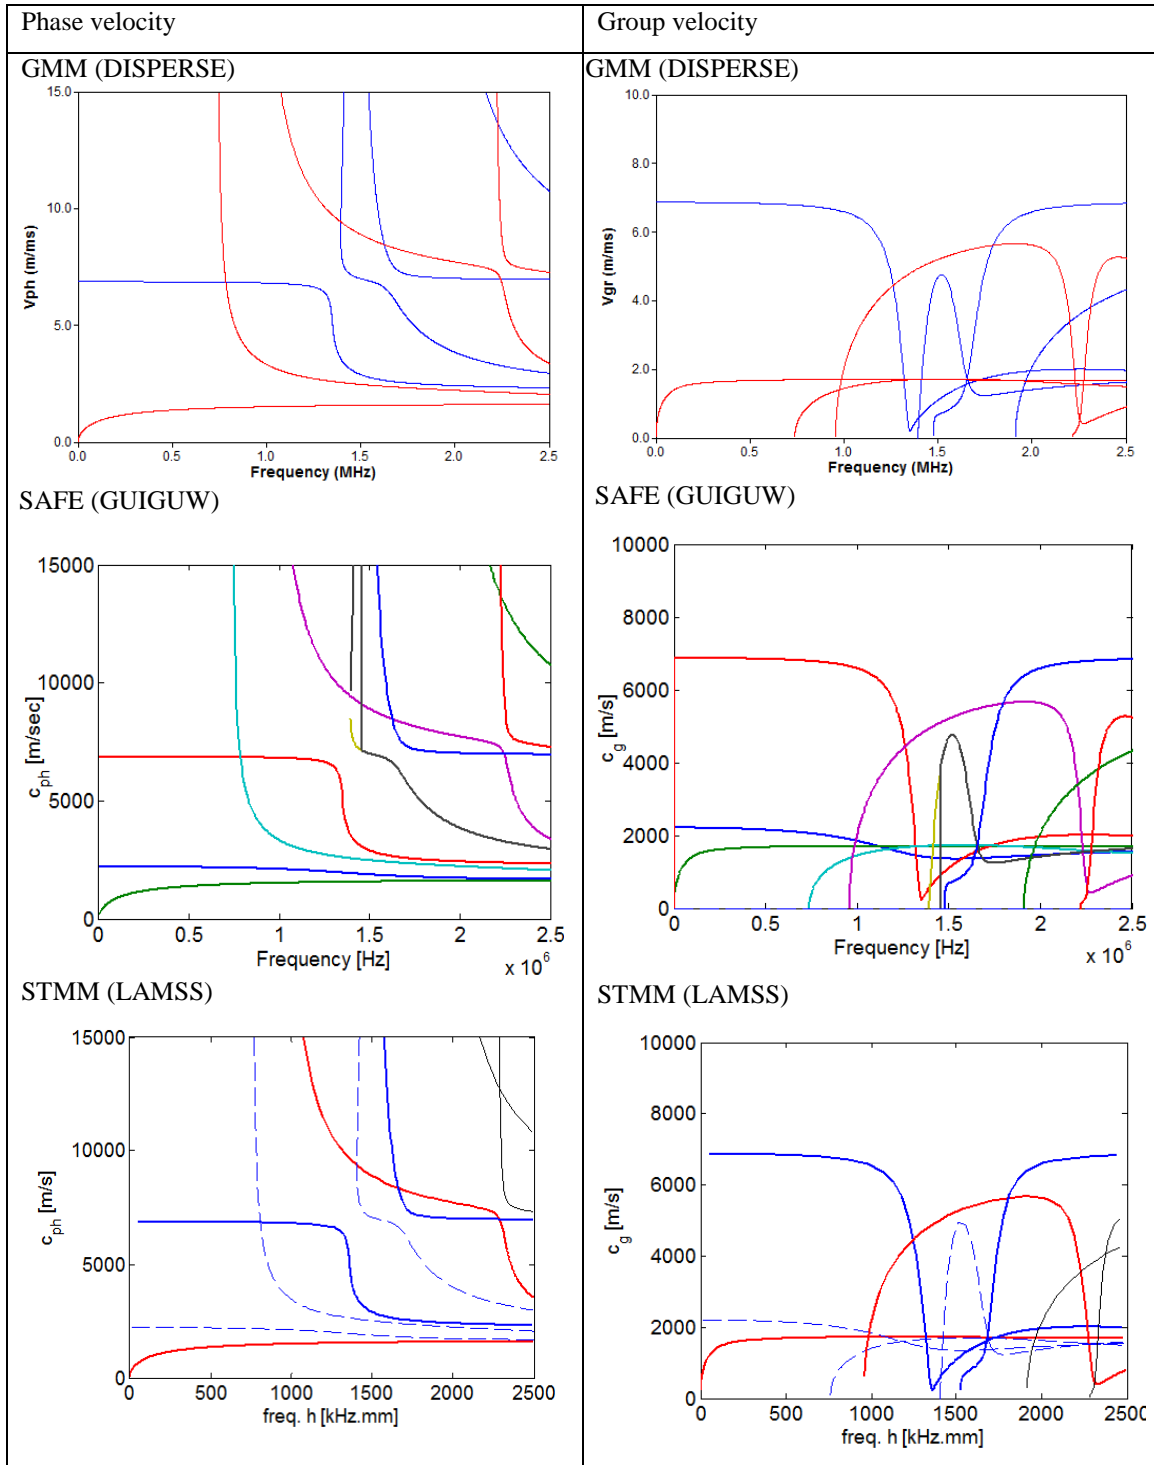 Phase velocity
Group velocity
GMM (DISPERSE)
GMM (DISPERSE)
15.0
10.0
5.0
0.0
Vph (m/ms)
0.0 0.5 1.0 1.5 2.0 2.5
Frequency (MHz)
10.0
8.0
6.0
4.0
2.0
0.0
Vgr (m/ms)
0.0 0.5 1.0 1.5 2.0 2.5
Frequency (MHz)
SAFE (GUIGUW)
SAFE (GUIGUW)
15000
10000
5000
0
c_ph [m/sec]
0 0.5 1 1.5 2 2.5
Frequency [Hz]
x 10^6
10000
8000
6000
4000
2000
0
c_g [m/s]
0 0.5 1 1.5 2 2.5
Frequency [Hz]
x 10^6
STMM (LAMSS)
STMM (LAMSS)
15000
10000
5000
0
c_ph [m/s]
0 500 1000 1500 2000 2500
freq. h [kHz.mm]
10000
8000
6000
4000
2000
0
c_g [m/s]
0 1000 2000 2500
freq. h [kHz.mm]